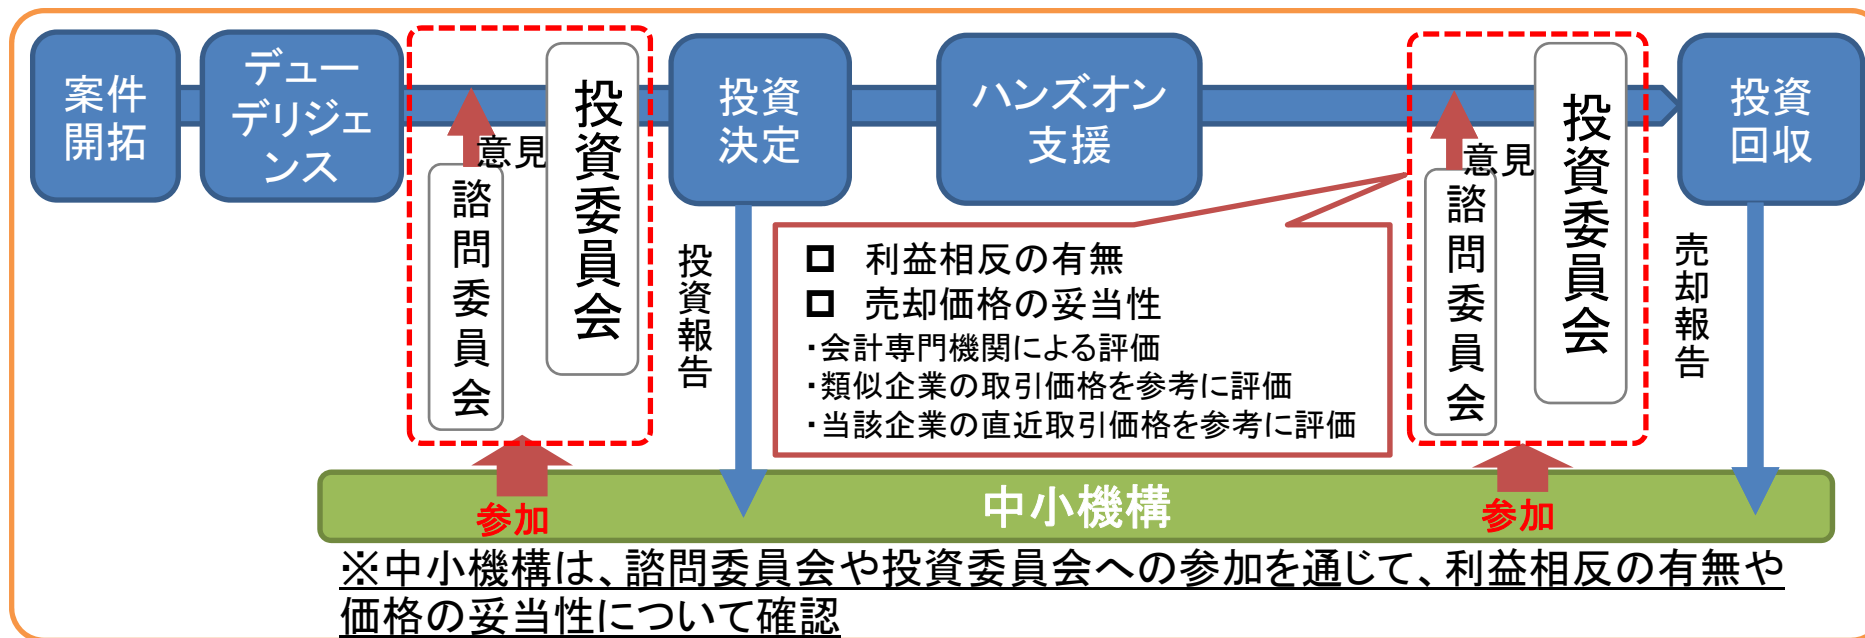 案件
開拓
デュー
デリジェ
ンス
意見
諮問委員会
投資委員会
投資
決定
投資報告
ハンズオン
支援
□ 利益相反の有無
□ 売却価格の妥当性
・会計専門機関による評価
・類似企業の取引価格を参考に評価
・当該企業の直近取引価格を参考に評価
意見
諮問委員会
投資委員会
投資
回収
売却報告
参加
中小機構
参加
※中小機構は、諮問委員会や投資委員会への参加を通じて、利益相反の有無や
価格の妥当性について確認